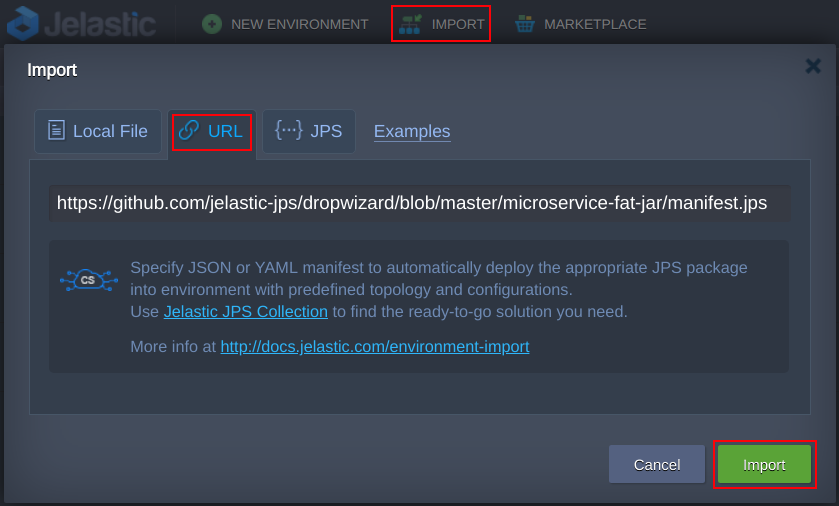 Jelastic NEW ENVIRONMENT IMPORT MARKETPLACE
Import
Local File URL {···} JPS Examples
https://github.com/jelastic-jps/dropwizard/blob/master/microservice-fat-jar/manifest.jps
CS
Specify JSON or YAML manifest to automatically deploy the appropriate JPS package
into environment with predefined topology and configurations.
Use Jelastic JPS Collection to find the ready-to-go solution you need.
More info at http://docs.jelastic.com/environment-import
Cancel Import